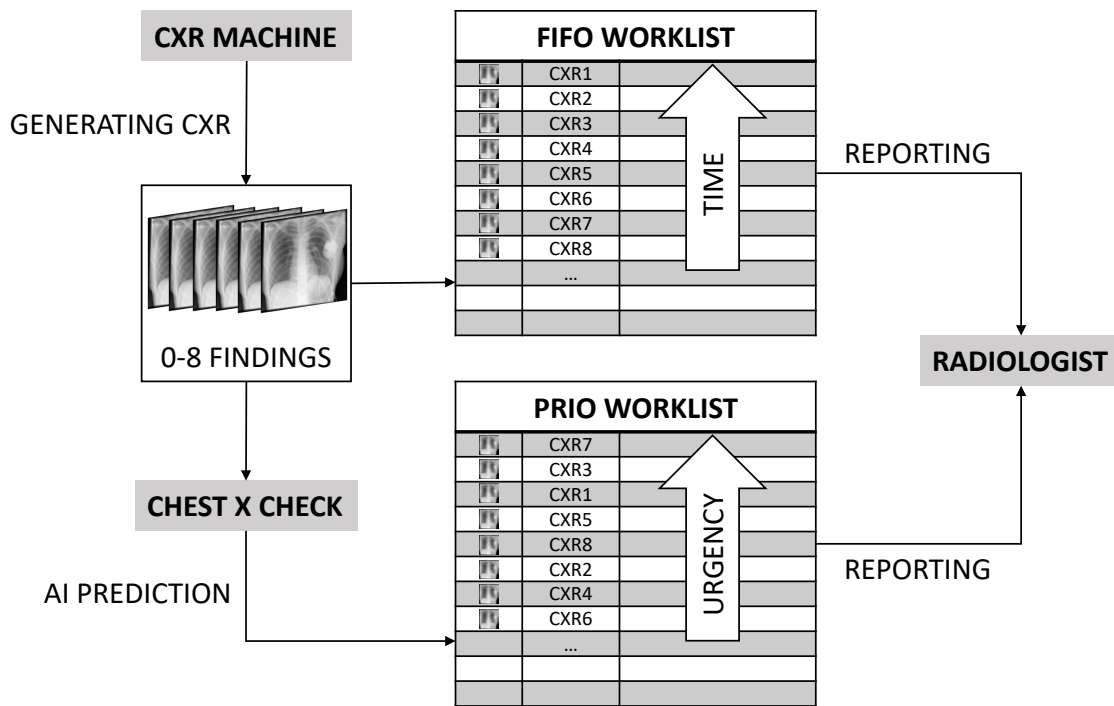 CXR MACHINE
GENERATING CXR
0-8 FINDINGS
CHEST X CHECK
AI PREDICTION
FIFO WORKLIST
CXR1
CXR2
CXR3
CXR4
CXR5
CXR6
CXR7
CXR8
...
TIME
REPORTING
RADIOLOGIST
PRIO WORKLIST
CXR7
CXR3
CXR1
CXR5
CXR8
CXR2
CXR4
CXR6
...
URGENCY
REPORTING